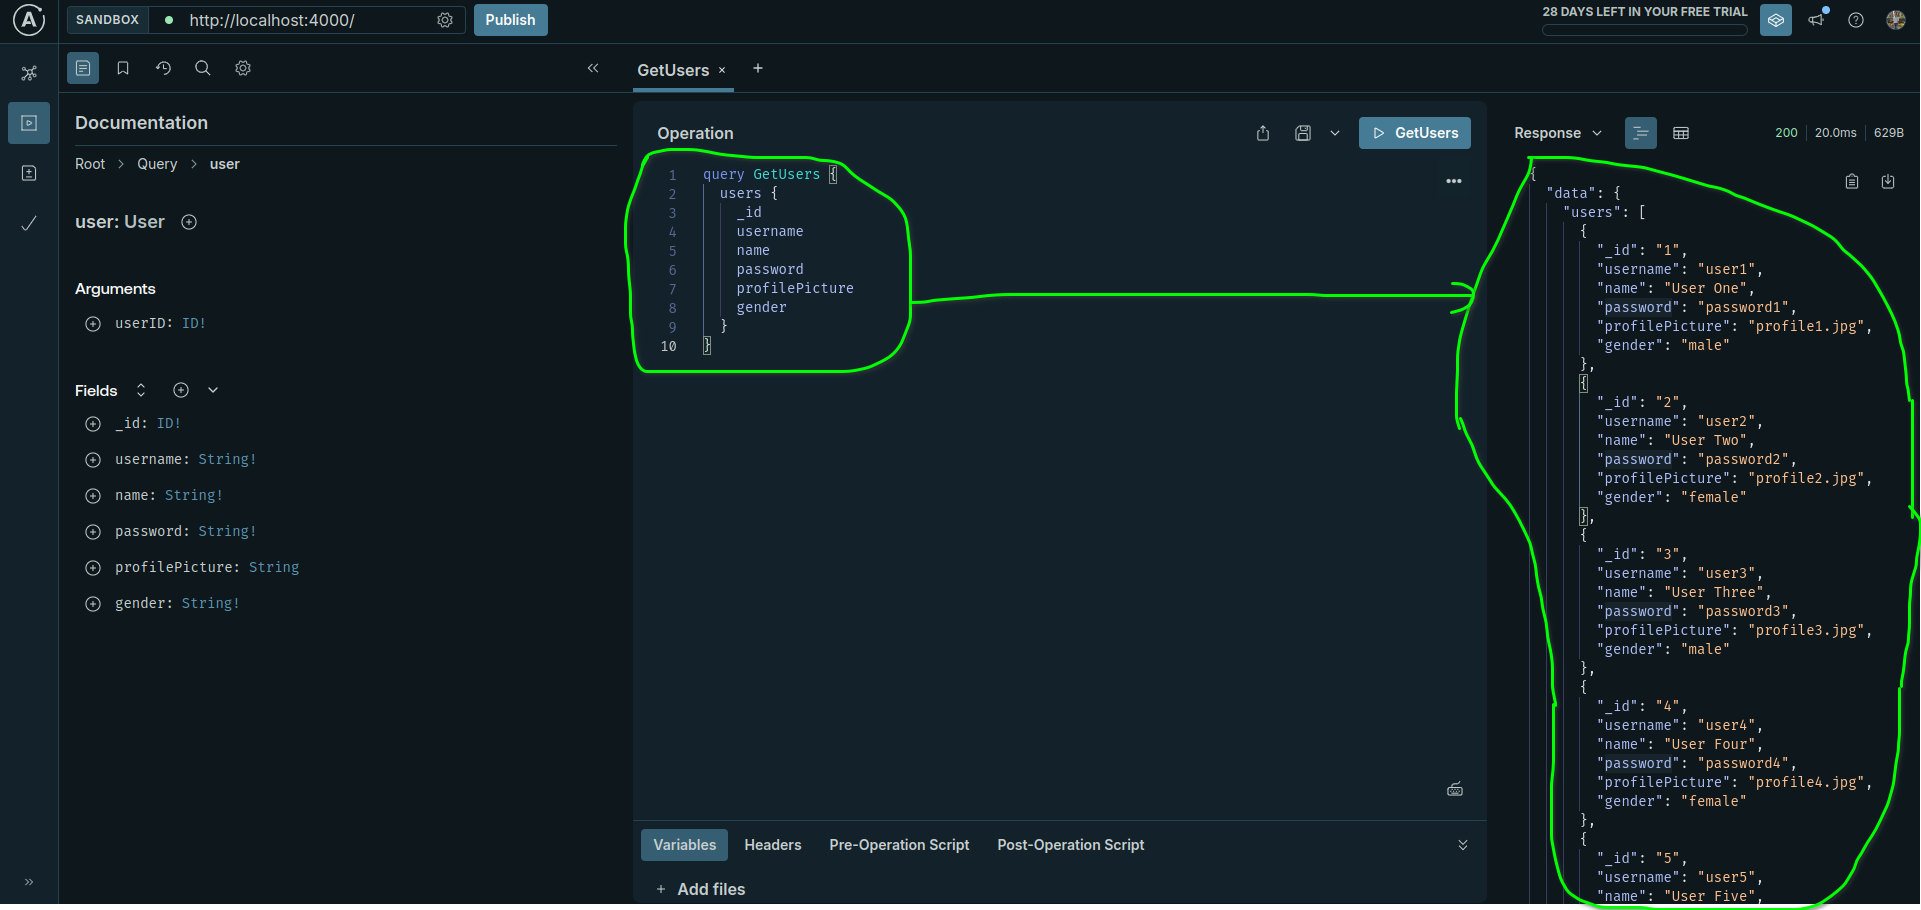 SANDBOX
http://localhost:4000/
Publish
28 DAYS LEFT IN YOUR FREE TRIAL
GetUsers
Documentation
Root > Query > user
user: User
Arguments
userID: ID!
Fields
_id: ID!
username: String!
name: String!
password: String!
profilePicture: String
gender: String!
Operation
GetUsers
1 query GetUsers {
2 users {
3 _id
4 username
5 name
6 password
7 profilePicture
8 gender
9 }
10 }
Variables Headers Pre-Operation Script Post-Operation Script
+ Add files
Response
200 20.0ms 629B
{
"data": {
"users": [
{
"_id": "1",
"username": "user1",
"name": "User One",
"password": "password1",
"profilePicture": "profile1.jpg",
"gender": "male"
},
{
"_id": "2",
"username": "user2",
"name": "User Two",
"password": "password2",
"profilePicture": "profile2.jpg",
"gender": "female"
},
{
"_id": "3",
"username": "user3",
"name": "User Three",
"password": "password3",
"profilePicture": "profile3.jpg",
"gender": "male"
},
{
"_id": "4",
"username": "user4",
"name": "User Four",
"password": "password4",
"profilePicture": "profile4.jpg",
"gender": "female"
},
{
"_id": "5",
"username": "user5",
"name": "User Five",